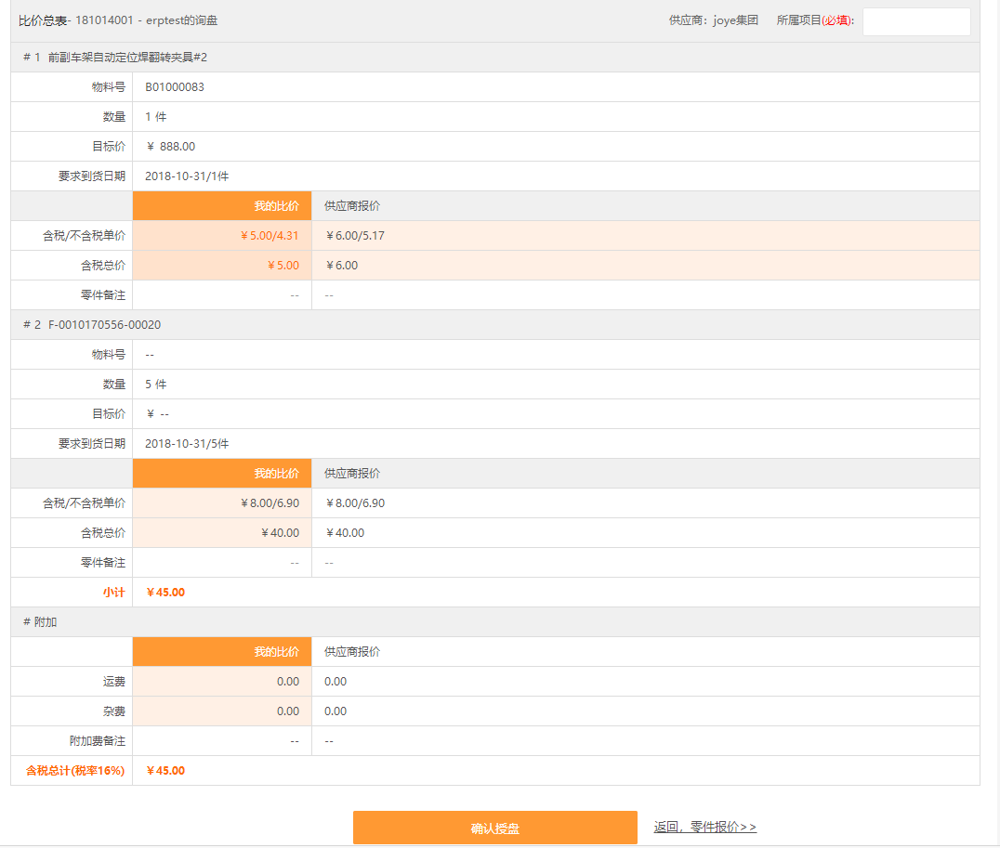 比价总表- 181014001 - erptest的询盘 供应商: joye集团 所属项目(必填):
# 1 前副车架自动定位焊翻转夹具#2
物料号 B01000083
数量 1 件
目标价 ¥ 888.00
要求到货日期 2018-10-31/1件
我的比价 供应商报价
含税/不含税单价 ¥5.00/4.31 ¥6.00/5.17
含税总价 ¥5.00 ¥6.00
零件备注 -- --
# 2 F-0010170556-00020
物料号 --
数量 5 件
目标价 ¥ --
要求到货日期 2018-10-31/5件
我的比价 供应商报价
含税/不含税单价 ¥8.00/6.90 ¥8.00/6.90
含税总价 ¥40.00 ¥40.00
零件备注 -- --
小计 ¥45.00
# 附加
我的比价 供应商报价
运费 0.00 0.00
杂费 0.00 0.00
附加费备注 -- --
含税总计(税率16%) ¥45.00
确认授盘 返回，零件报价>>